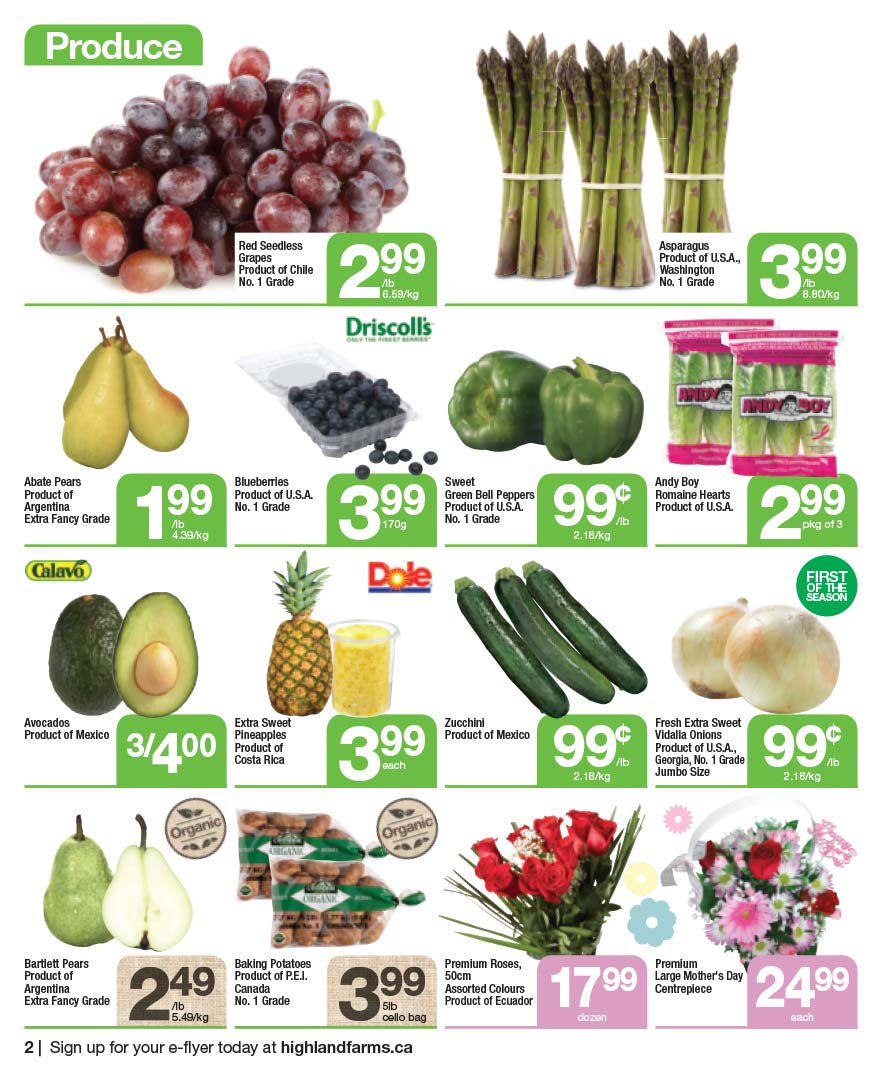 Produce
Red Seedless
Grapes
Product of Chile
No. 1 Grade
2.99
/lb
6.59/kg
Asparagus
Product of U.S.A.,
Washington
No. 1 Grade
3.99
/lb
8.80/kg
Abate Pears
Product of
Argentina
Extra Fancy Grade
1.99
/lb
4.39/kg
Driscoll's
ONLY THE FINEST BERRIES
Blueberries
Product of U.S.A.
No. 1 Grade
3.99
170g
Sweet
Green Bell Peppers
Product of U.S.A.
No. 1 Grade
99¢
/lb
2.18/kg
ANDY BOY
ANDY BOY
Andy Boy
Romaine Hearts
Product of U.S.A.
2.99
pkg of 3
Calavo
Avocados
Product of Mexico
3/4.00
Dole
Extra Sweet
Pineapples
Product of
Costa Rica
3.99
each
Zucchini
Product of Mexico
99¢
/lb
2.18/kg
FIRST
OF THE
SEASON
Fresh Extra Sweet
Vidalia Onions
Product of U.S.A.,
Georgia, No. 1 Grade
Jumbo Size
99¢
/lb
2.18/kg
Organic
Bartlett Pears
Product of
Argentina
Extra Fancy Grade
2.49
/lb
5.49/kg
Organic
ORGANIC
ORGANIC
Baking Potatoes
Product of P.E.I.
Canada
No. 1 Grade
3.99
5lb
cello bag
Premium Roses,
50cm
Assorted Colours
Product of Ecuador
17.99
dozen
Premium
Large Mother's Day
Centrepiece
24.99
each
2 | Sign up for your e-flyer today at highlandfarms.ca